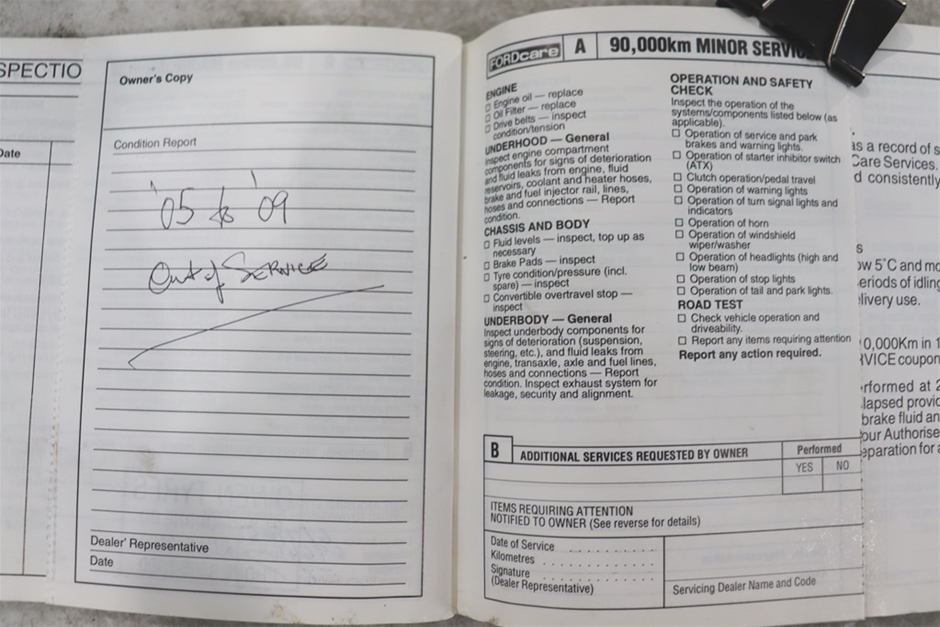 SPECTIO
Date
Owner's Copy
Condition Report
'05 to '09
Out of SERVICE
Dealer' Representative
Date
FORDcare A 90,000km MINOR SERVIC
ENGINE
Engine oil — replace
Oil Filter — replace
Drive belts — inspect
condition/tension
UNDERHOOD — General
Inspect engine compartment
components for signs of deterioration
and fluid leaks from engine, fluid
reservoirs, coolant and heater hoses,
brake and fuel injector rail, lines,
hoses and connections — Report
condition.
CHASSIS AND BODY
Fluid levels — inspect, top up as
necessary
Brake Pads — inspect
Tyre condition/pressure (incl.
spare) — inspect
Convertible overtravel stop —
inspect
UNDERBODY — General
Inspect underbody components for
signs of deterioration (suspension,
steering, etc.), and fluid leaks from
engine, transaxle, axle and fuel lines,
hoses and connections — Report
condition. Inspect exhaust system for
leakage, security and alignment.
OPERATION AND SAFETY
CHECK
Inspect the operation of the
systems/components listed below (as
applicable).
Operation of service and park
brakes and warning lights.
Operation of starter inhibitor switch
(ATX)
Clutch operation/pedal travel
Operation of warning lights
Operation of turn signal lights and
indicators
Operation of horn
Operation of windshield
wiper/washer
Operation of headlights (high and
low beam)
Operation of stop lights
Operation of tail and park lights.
ROAD TEST
Check vehicle operation and
driveability.
Report any items requiring attention
Report any action required.
B ADDITIONAL SERVICES REQUESTED BY OWNER
Performed
YES NO
ITEMS REQUIRING ATTENTION
NOTIFIED TO OWNER (See reverse for details)
Date of Service
Kilometres
Signature
(Dealer Representative)
Servicing Dealer Name and Code
as a record of s
Care Services.
d consistently
s
ow 5°C and mo
eriods of idling
livery use.
0,000Km in 1
RVICE coupon
rformed at 2
lapsed provid
brake fluid an
our Authorise
eparation for a